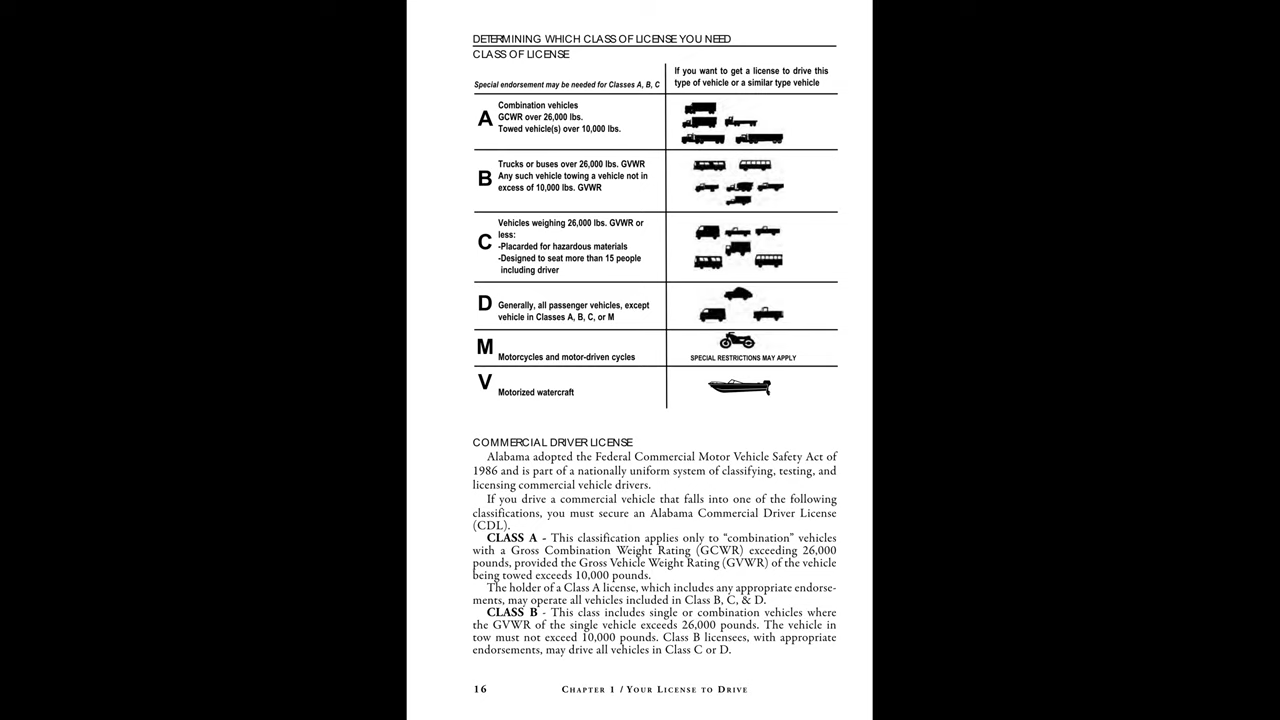 DETERMINING WHICH CLASS OF LICENSE YOU NEED
CLASS OF LICENSE
Special endorsement may be needed for Classes A, B, C
If you want to get a license to drive this
type of vehicle or a similar type vehicle
A
Combination vehicles
GCWR over 26,000 lbs.
Towed vehicle(s) over 10,000 lbs.
B
Trucks or buses over 26,000 lbs. GVWR
Any such vehicle towing a vehicle not in
excess of 10,000 lbs. GVWR
C
Vehicles weighing 26,000 lbs. GVWR or
less:
-Placarded for hazardous materials
-Designed to seat more than 15 people
including driver
D
Generally, all passenger vehicles, except
vehicle in Classes A, B, C, or M
M
Motorcycles and motor-driven cycles
SPECIAL RESTRICTIONS MAY APPLY
V
Motorized watercraft
COMMERCIAL DRIVER LICENSE
Alabama adopted the Federal Commercial Motor Vehicle Safety Act of
1986 and is part of a nationally uniform system of classifying, testing, and
licensing commercial vehicle drivers.
If you drive a commercial vehicle that falls into one of the following
classifications, you must secure an Alabama Commercial Driver License
(CDL).
CLASS A - This classification applies only to “combination” vehicles
with a Gross Combination Weight Rating (GCWR) exceeding 26,000
pounds, provided the Gross Vehicle Weight Rating (GVWR) of the vehicle
being towed exceeds 10,000 pounds.
The holder of a Class A license, which includes any appropriate endorse-
ments, may operate all vehicles included in Class B, C, & D.
CLASS B - This class includes single or combination vehicles where
the GVWR of the single vehicle exceeds 26,000 pounds. The vehicle in
tow must not exceed 10,000 pounds. Class B licensees, with appropriate
endorsements, may drive all vehicles in Class C or D.
16 CHAPTER 1 / YOUR LICENSE TO DRIVE